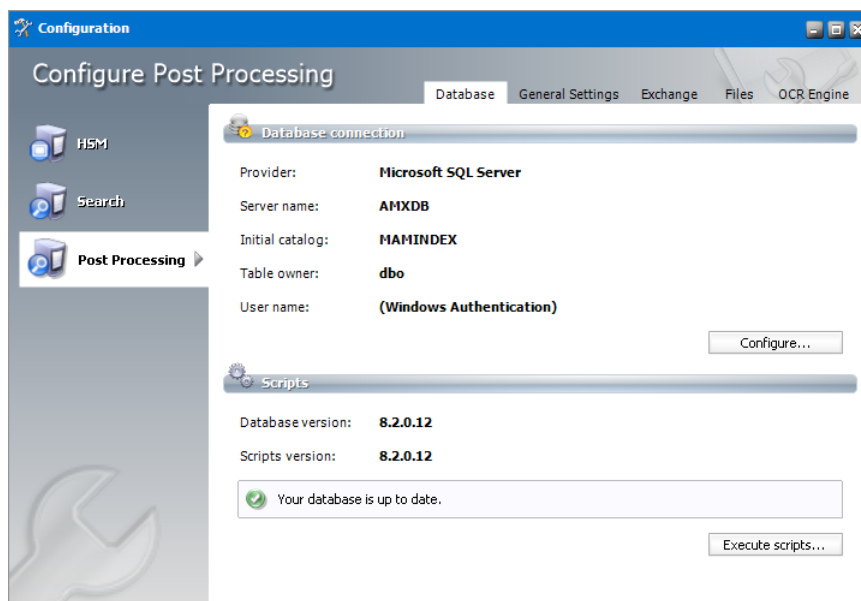 Configuration
Configure Post Processing
Database General Settings Exchange Files OCR Engine
HSM
Search
Post Processing
Database connection
Provider: Microsoft SQL Server
Server name: AMXDB
Initial catalog: MAMINDEX
Table owner: dbo
User name: (Windows Authentication)
Configure...
Scripts
Database version: 8.2.0.12
Scripts version: 8.2.0.12
Your database is up to date.
Execute scripts...